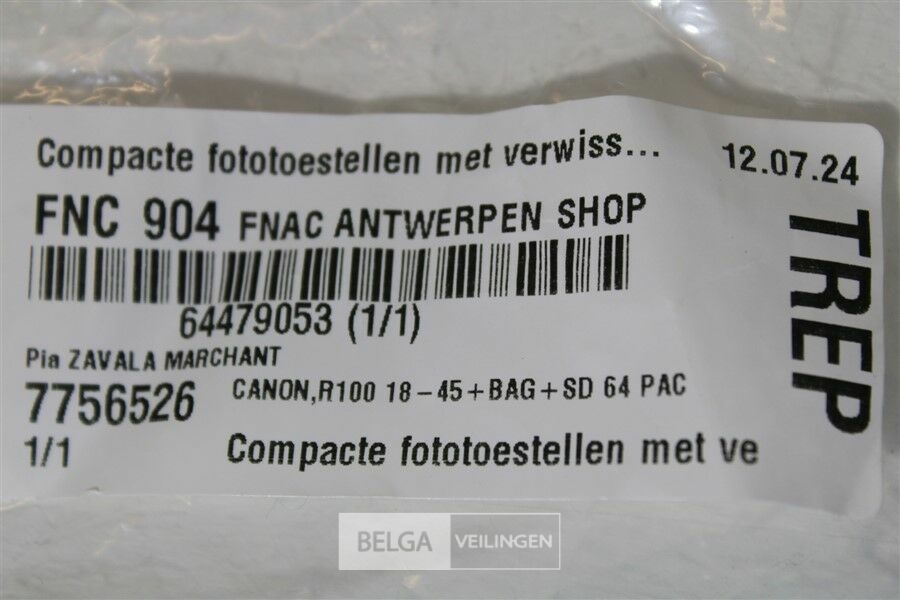 Compacte fototoestellen met verwiss...
12.07.24
FNC 904 FNAC ANTWERPEN SHOP
TREP
64479053 (1/1)
Pia ZAVALA MARCHANT
7756526 CANON,R100 18-45+BAG+SD 64 PAC
1/1 Compacte fototoestellen met ve
BELGA VEILINGEN